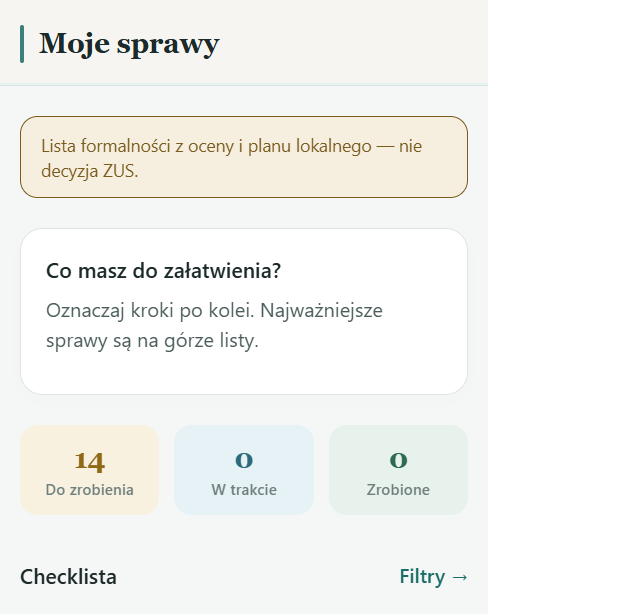 Moje sprawy
Lista formalności z oceny i planu lokalnego — nie
decyzja ZUS.
Co masz do załatwienia?
Oznaczaj kroki po kolei. Najważniejsze
sprawy są na górze listy.
14
Do zrobienia
0
W trakcie
0
Zrobione
Checklista
Filtry →